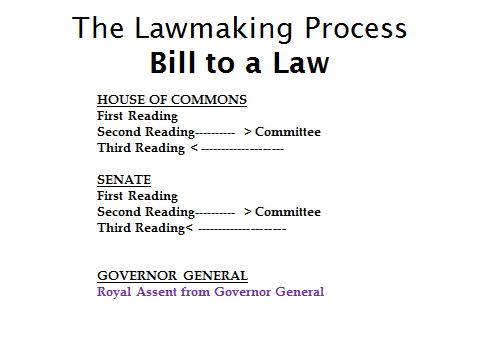 The Lawmaking Process
Bill to a Law
HOUSE OF COMMONS
First Reading
Second Reading---------- > Committee
Third Reading < --------------------
SENATE
First Reading
Second Reading---------- > Committee
Third Reading< ---------------------
GOVERNOR GENERAL
Royal Assent from Governor General